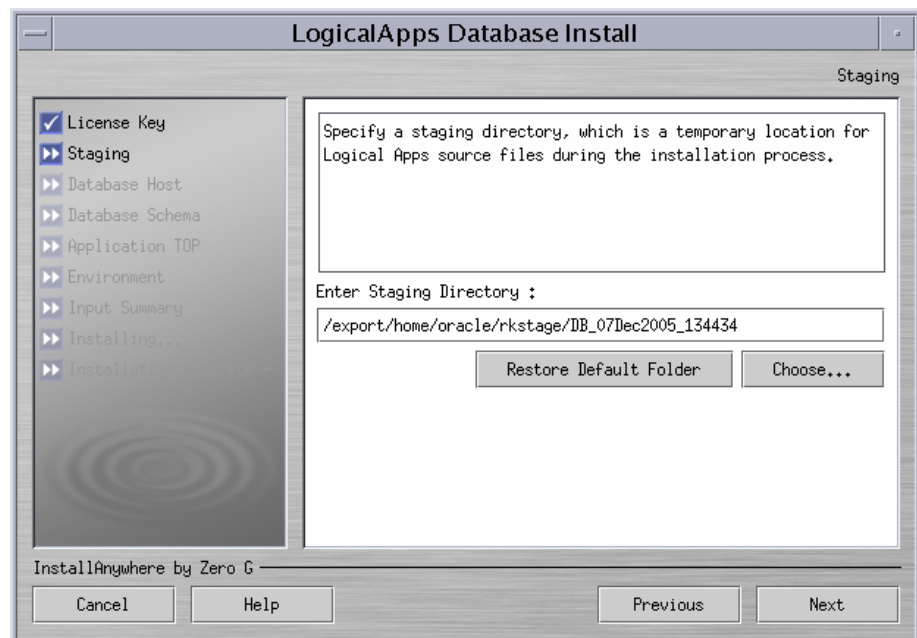 LogicalApps Database Install
Staging
License Key
Staging
Database Host
Database Schema
Application TOP
Environment
Input Summary
Installing...
Specify a staging directory, which is a temporary location for
Logical Apps source files during the installation process.
Enter Staging Directory :
/export/home/oracle/rkstage/DB_07Dec2005_134434
Restore Default Folder
Choose...
InstallAnywhere by Zero G
Cancel
Help
Previous
Next